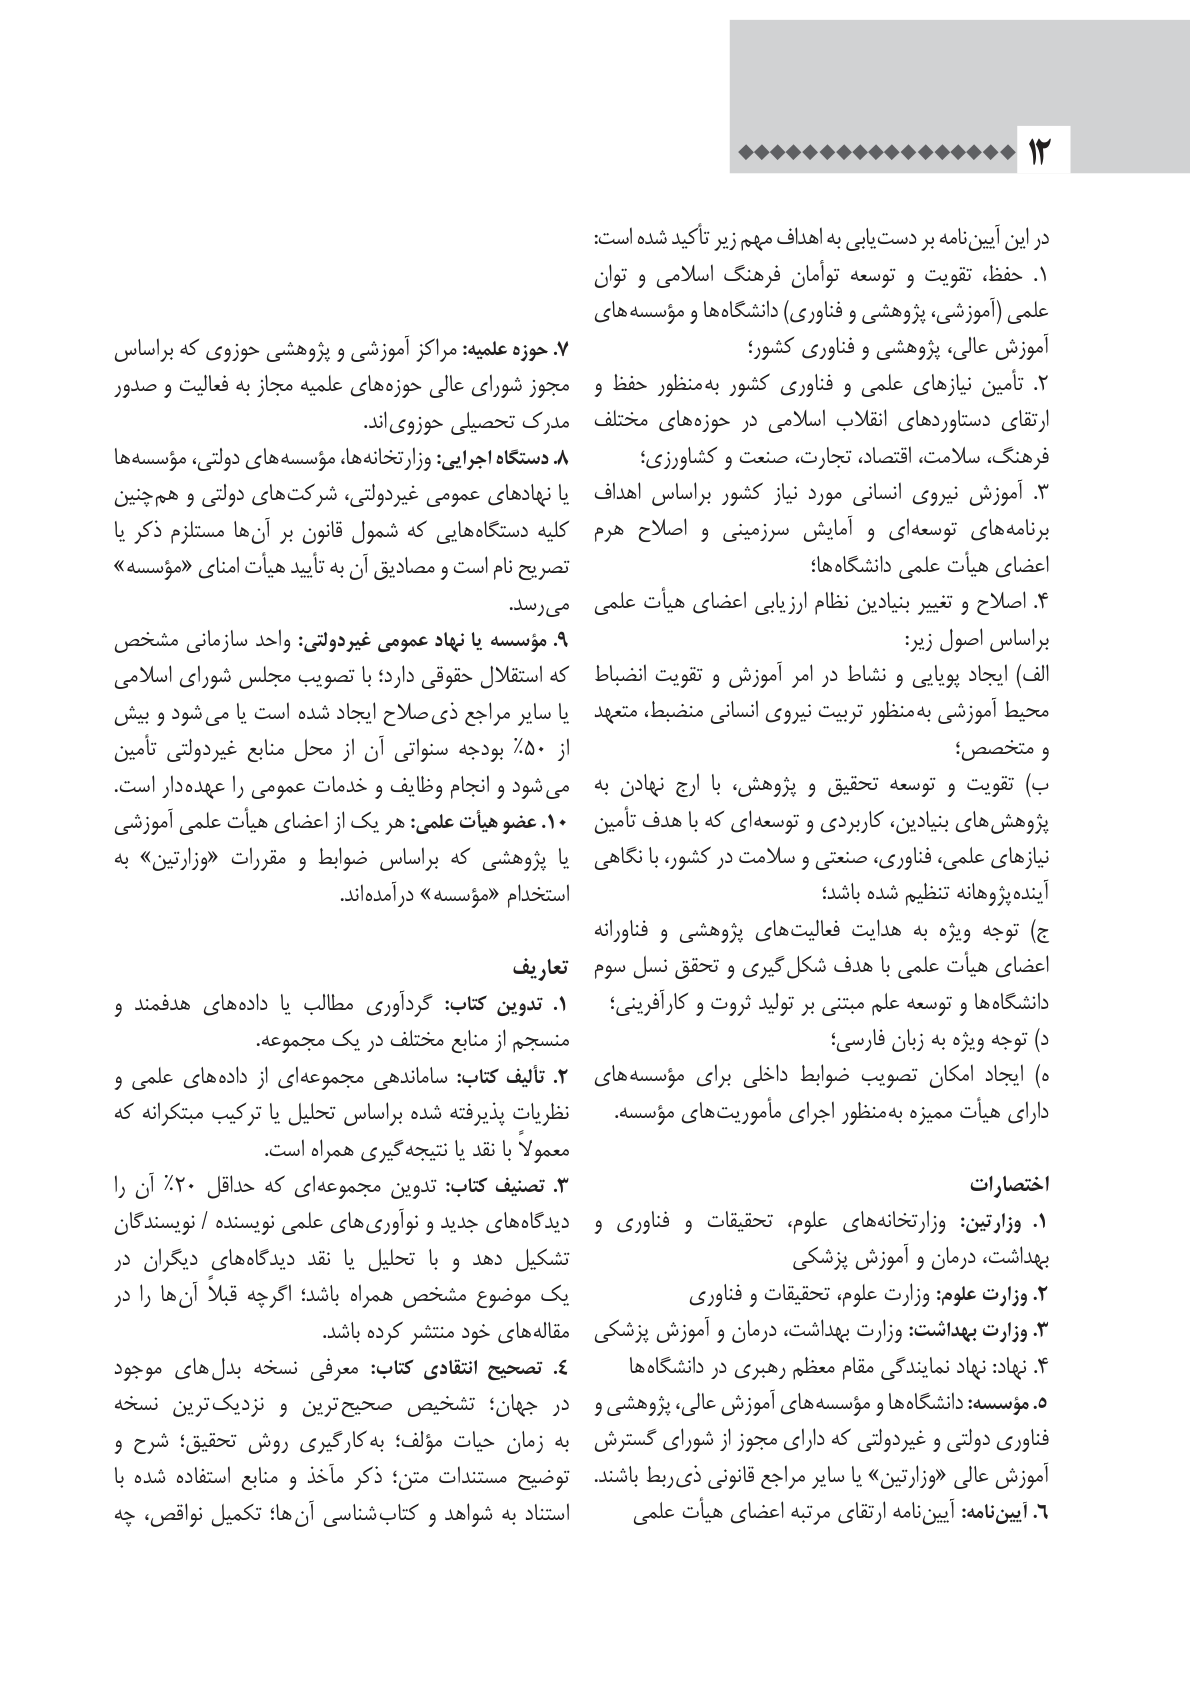 ۱۲
در این آیین‌نامه بر دست‌یابی به اهداف مهم زیر تأکید شده است:
۱. حفظ، تقویت و توسعه توأمان فرهنگ اسلامی و توان
علمی (آموزشی، پژوهشی و فناوری) دانشگاه‌ها و مؤسسه‌های
آموزش عالی، پژوهشی و فناوری کشور؛
۲. تأمین نیازهای علمی و فناوری کشور به‌منظور حفظ و
ارتقای دستاوردهای انقلاب اسلامی در حوزه‌های مختلف
فرهنگ، سلامت، اقتصاد، تجارت، صنعت و کشاورزی؛
۳. آموزش نیروی انسانی مورد نیاز کشور براساس اهداف
برنامه‌های توسعه‌ای و آمایش سرزمینی و اصلاح هرم
اعضای هیأت علمی دانشگاه‌ها؛
۴. اصلاح و تغییر بنیادین نظام ارزیابی اعضای هیأت علمی
براساس اصول زیر:
الف) ایجاد پویایی و نشاط در امر آموزش و تقویت انضباط
محیط آموزشی به‌منظور تربیت نیروی انسانی منضبط، متعهد
و متخصص؛
ب) تقویت و توسعه تحقیق و پژوهش، با ارج نهادن به
پژوهش‌های بنیادین، کاربردی و توسعه‌ای که با هدف تأمین
نیازهای علمی، فناوری، صنعتی و سلامت در کشور، با نگاهی
آینده‌پژوهانه تنظیم شده باشد؛
ج) توجه ویژه به هدایت فعالیت‌های پژوهشی و فناورانه
اعضای هیأت علمی با هدف شکل‌گیری و تحقق نسل سوم
دانشگاه‌ها و توسعه علم مبتنی بر تولید ثروت و کارآفرینی؛
د) توجه ویژه به زبان فارسی؛
ه) ایجاد امکان تصویب ضوابط داخلی برای مؤسسه‌های
دارای هیأت ممیزه به‌منظور اجرای مأموریت‌های مؤسسه.
اختصارات
۱. وزارتین: وزارتخانه‌های علوم، تحقیقات و فناوری و
بهداشت، درمان و آموزش پزشکی
۲. وزارت علوم: وزارت علوم، تحقیقات و فناوری
۳. وزارت بهداشت: وزارت بهداشت، درمان و آموزش پزشکی
۴. نهاد: نهاد نمایندگی مقام معظم رهبری در دانشگاه‌ها
۵. مؤسسه: دانشگاه‌ها و مؤسسه‌های آموزش عالی، پژوهشی و
فناوری دولتی و غیردولتی که دارای مجوز از شورای گسترش
آموزش عالی «وزارتین» یا سایر مراجع قانونی ذی‌ربط باشند.
۶. آیین‌نامه: آیین‌نامه ارتقای مرتبه اعضای هیأت علمی
۷. حوزه علمیه: مراکز آموزشی و پژوهشی حوزوی که براساس
مجوز شورای عالی حوزه‌های علمیه مجاز به فعالیت و صدور
مدرک تحصیلی حوزوی‌اند.
۸. دستگاه اجرایی: وزارتخانه‌ها، مؤسسه‌های دولتی، مؤسسه‌ها
یا نهادهای عمومی غیردولتی، شرکت‌های دولتی و هم‌چنین
کلیه دستگاه‌هایی که شمول قانون بر آن‌ها مستلزم ذکر یا
تصریح نام است و مصادیق آن به تأیید هیأت امنای «مؤسسه»
می‌رسد.
۹. مؤسسه یا نهاد عمومی غیردولتی: واحد سازمانی مشخص
که استقلال حقوقی دارد؛ با تصویب مجلس شورای اسلامی
یا سایر مراجع ذی‌صلاح ایجاد شده است یا می‌شود و بیش
از ۵۰٪ بودجه سنواتی آن از محل منابع غیردولتی تأمین
می‌شود و انجام وظایف و خدمات عمومی را عهده‌دار است.
۱۰. عضو هیأت علمی: هر یک از اعضای هیأت علمی آموزشی
یا پژوهشی که براساس ضوابط و مقررات «وزارتین» به
استخدام «مؤسسه» درآمده‌اند.
تعاریف
۱. تدوین کتاب: گردآوری مطالب یا داده‌های هدفمند و
منسجم از منابع مختلف در یک مجموعه.
۲. تألیف کتاب: ساماندهی مجموعه‌ای از داده‌های علمی و
نظریات پذیرفته شده براساس تحلیل یا ترکیب مبتکرانه که
معمولاً با نقد یا نتیجه‌گیری همراه است.
۳. تصنیف کتاب: تدوین مجموعه‌ای که حداقل ۲۰٪ آن را
دیدگاه‌های جدید و نوآوری‌های علمی نویسنده / نویسندگان
تشکیل دهد و با تحلیل یا نقد دیدگاه‌های دیگران در
یک موضوع مشخص همراه باشد؛ اگرچه قبلاً آن‌ها را در
مقاله‌های خود منتشر کرده باشد.
٤. تصحیح انتقادی کتاب: معرفی نسخه بدل‌های موجود
در جهان؛ تشخیص صحیح‌ترین و نزدیک‌ترین نسخه
به زمان حیات مؤلف؛ به‌کارگیری روش تحقیق؛ شرح و
توضیح مستندات متن؛ ذکر مآخذ و منابع استفاده شده با
استناد به شواهد و کتاب‌شناسی آن‌ها؛ تکمیل نواقص، چه